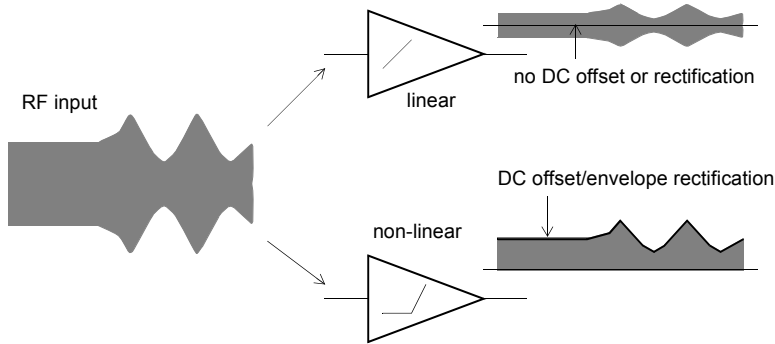 RF input
linear
no DC offset or rectification
DC offset/envelope rectification
non-linear